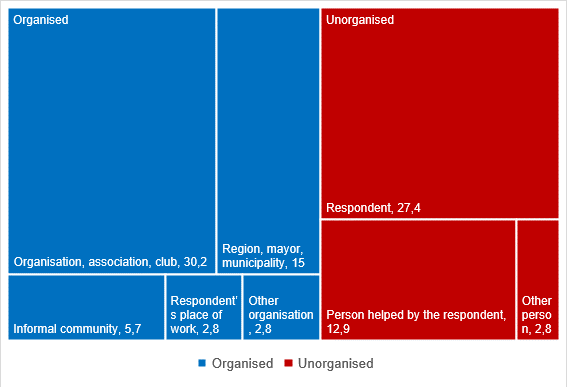 Organised
Organisation, association, club, 30,2
Region, mayor,
municipality, 15
Informal community, 5,7
Respondent'
s place of
work, 2,8
Other
organisation
, 2,8
Unorganised
Respondent, 27,4
Person helped by the respondent,
12,9
Other
perso
n, 2,8
Organised
Unorganised